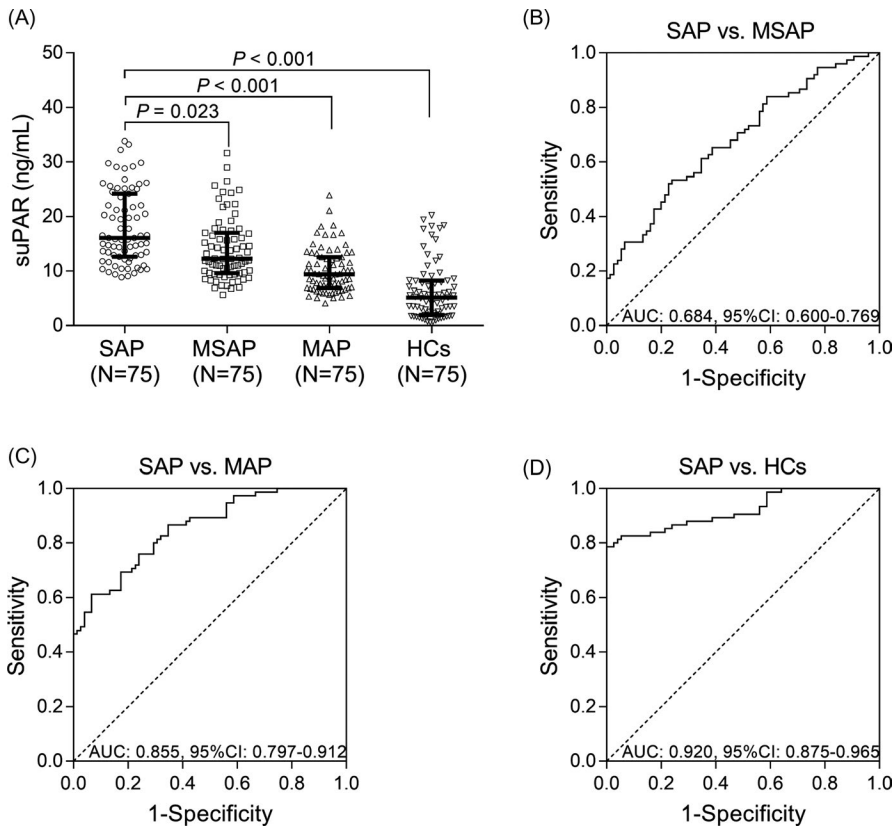 (A)
50
40
30
20
10
0
suPAR (ng/mL)
P < 0.001
P < 0.001
P = 0.023
SAP MSAP MAP HCs
(N=75) (N=75) (N=75) (N=75)
(B)
SAP vs. MSAP
1.0
0.8
0.6
0.4
0.2
0.0
Sensitivity
AUC: 0.684, 95%CI: 0.600-0.769
0.0 0.2 0.4 0.6 0.8 1.0
1-Specificity
(C)
SAP vs. MAP
1.0
0.8
0.6
0.4
0.2
0.0
Sensitivity
AUC: 0.855, 95%CI: 0.797-0.912
0.0 0.2 0.4 0.6 0.8 1.0
1-Specificity
(D)
SAP vs. HCs
1.0
0.8
0.6
0.4
0.2
0.0
Sensitivity
AUC: 0.920, 95%CI: 0.875-0.965
0.0 0.2 0.4 0.6 0.8 1.0
1-Specificity